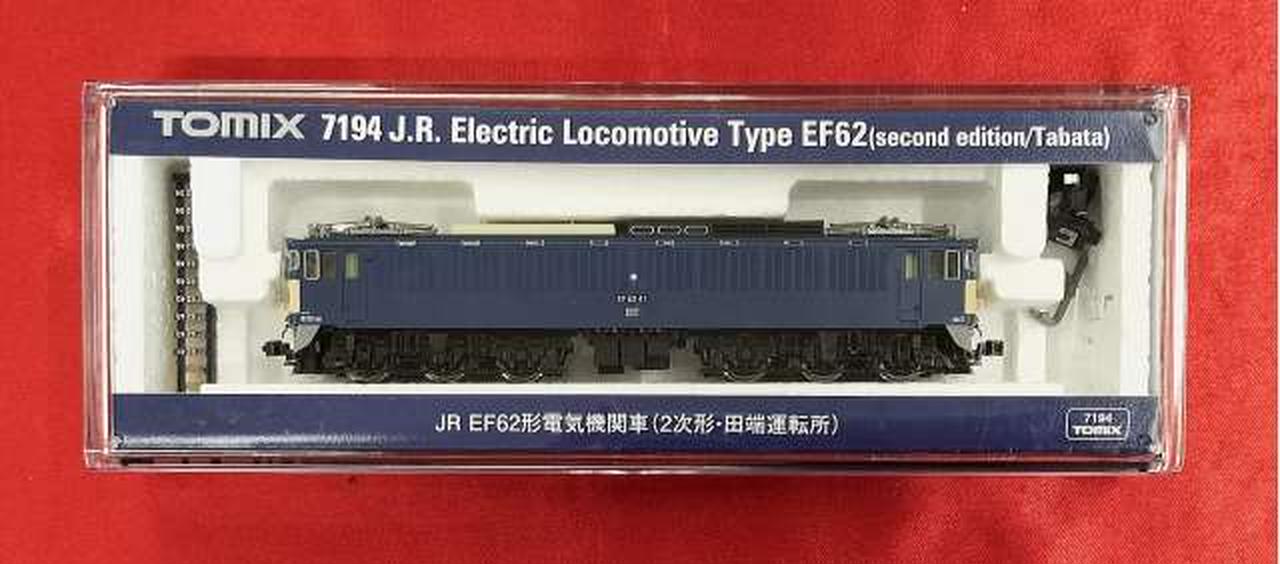 TOMIX 7194 J.R. Electric Locomotive Type EF62(second edition/Tabata)
JR EF62形電気機関車(2次形・田端運転所)
7194
TOMIX